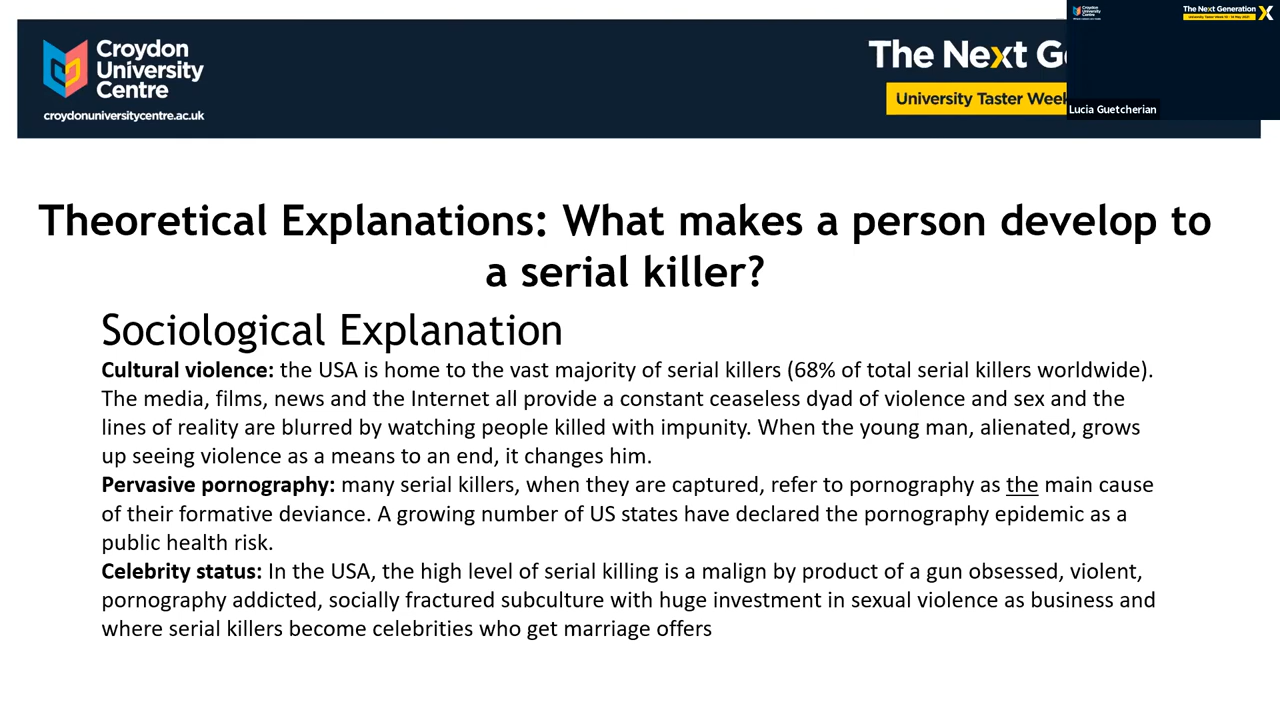 Croydon
University
Centre
croydonuniversitycentre.ac.uk
The Next Ge
University Taster Week
Croydon
University
Centre
The Next Generation
Lucia Guetcherian
Theoretical Explanations: What makes a person develop to
a serial killer?
Sociological Explanation
Cultural violence: the USA is home to the vast majority of serial killers (68% of total serial killers worldwide).
The media, films, news and the Internet all provide a constant ceaseless dyad of violence and sex and the
lines of reality are blurred by watching people killed with impunity. When the young man, alienated, grows
up seeing violence as a means to an end, it changes him.
Pervasive pornography: many serial killers, when they are captured, refer to pornography as the main cause
of their formative deviance. A growing number of US states have declared the pornography epidemic as a
public health risk.
Celebrity status: In the USA, the high level of serial killing is a malign by product of a gun obsessed, violent,
pornography addicted, socially fractured subculture with huge investment in sexual violence as business and
where serial killers become celebrities who get marriage offers